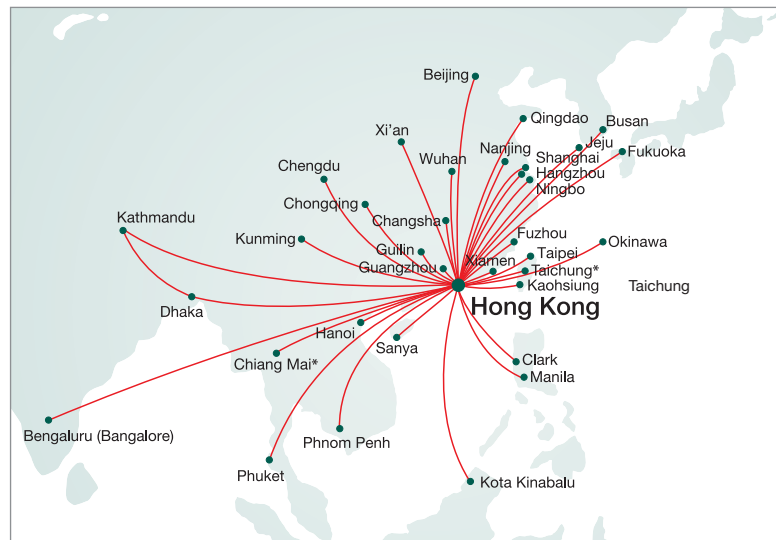 Beijing
Qingdao
Busan
Xi'an
Jeju
Nanjing
Fukuoka
Wuhan
Shanghai
Chengdu
Hangzhou
Ningbo
Chongqing
Kathmandu
Changsha
Fuzhou
Kunming
Okinawa
Guilin
Taipei
Xiamen
Guangzhou
Taichung*
Kaohsiung
Taichung
Hong Kong
Dhaka
Hanoi
Sanya
Chiang Mai*
Clark
Manila
Bengaluru (Bangalore)
Phnom Penh
Phuket
Kota Kinabalu